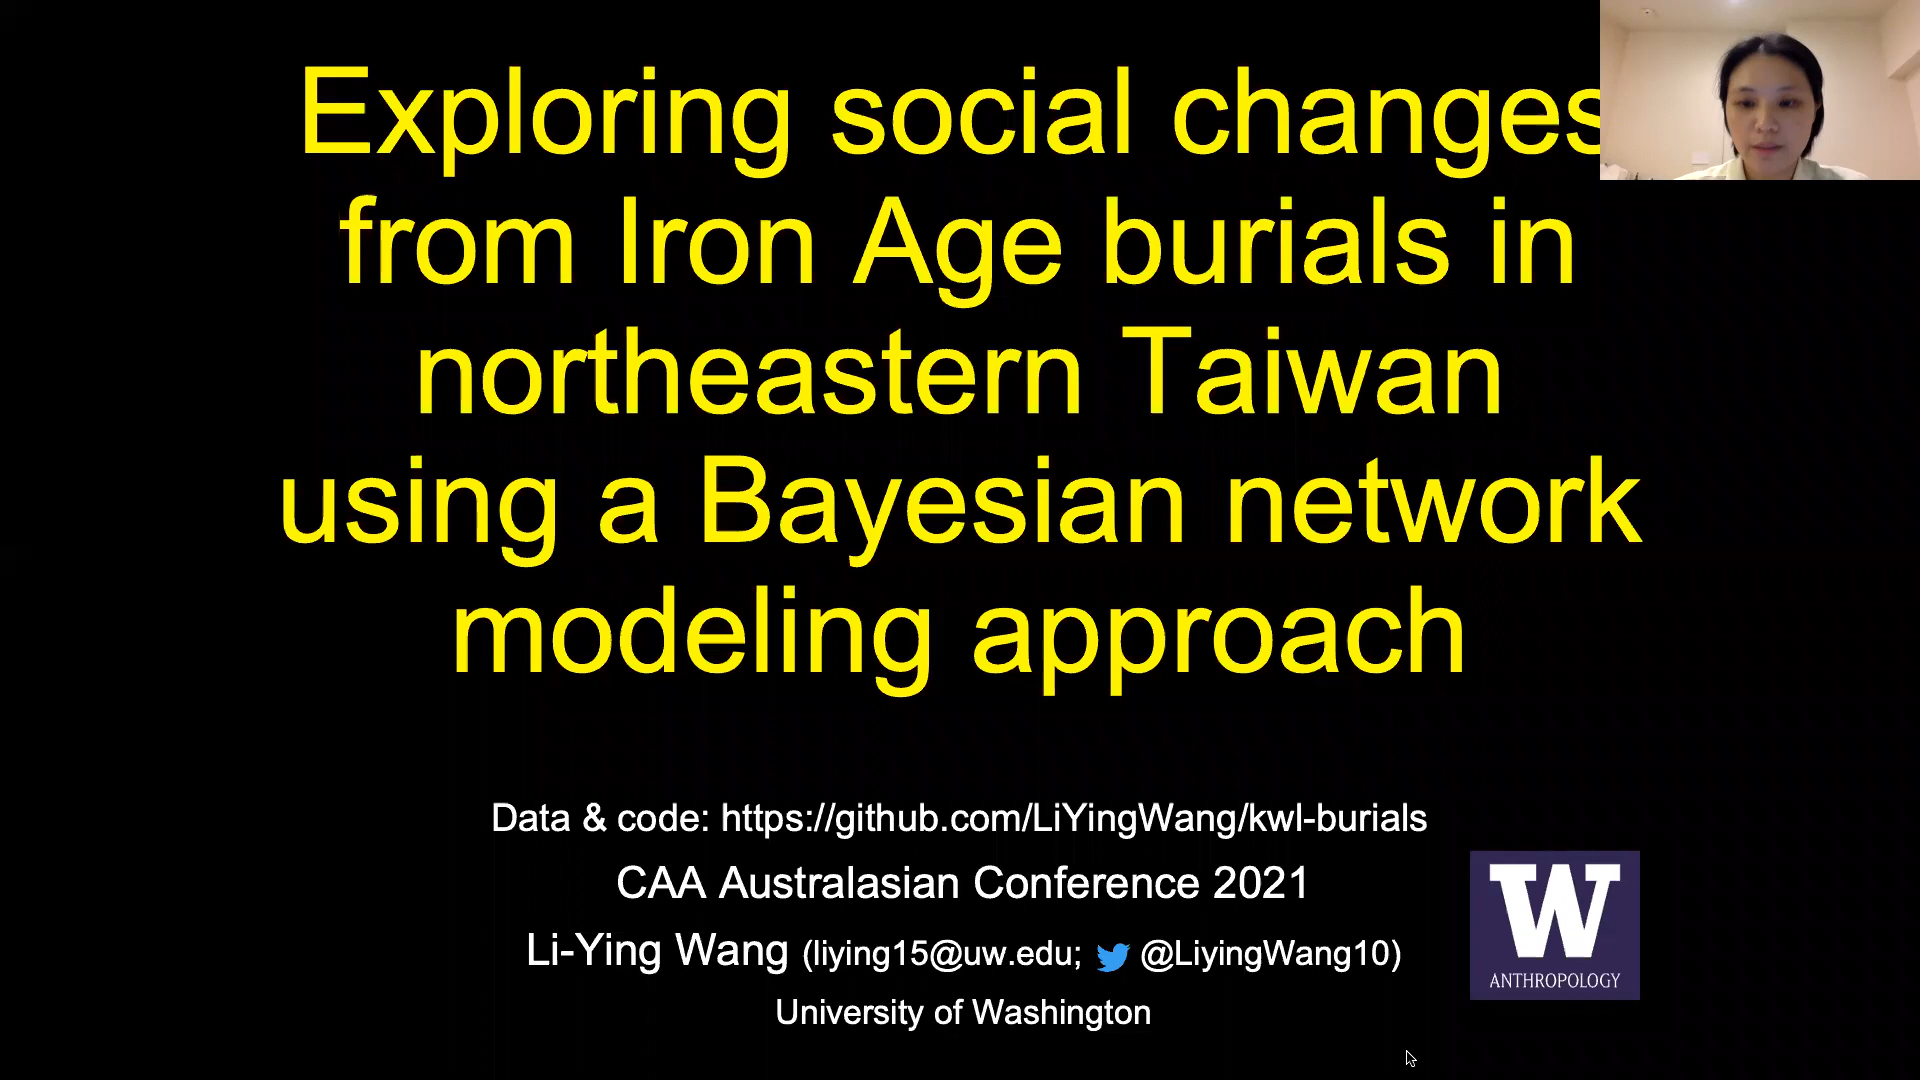 Exploring social changes
from Iron Age burials in
northeastern Taiwan
using a Bayesian network
modeling approach
Data & code: https://github.com/LiYingWang/kwl-burials
CAA Australasian Conference 2021
Li-Ying Wang (liying15@uw.edu; @LiyingWang10)
University of Washington
W
ANTHROPOLOGY